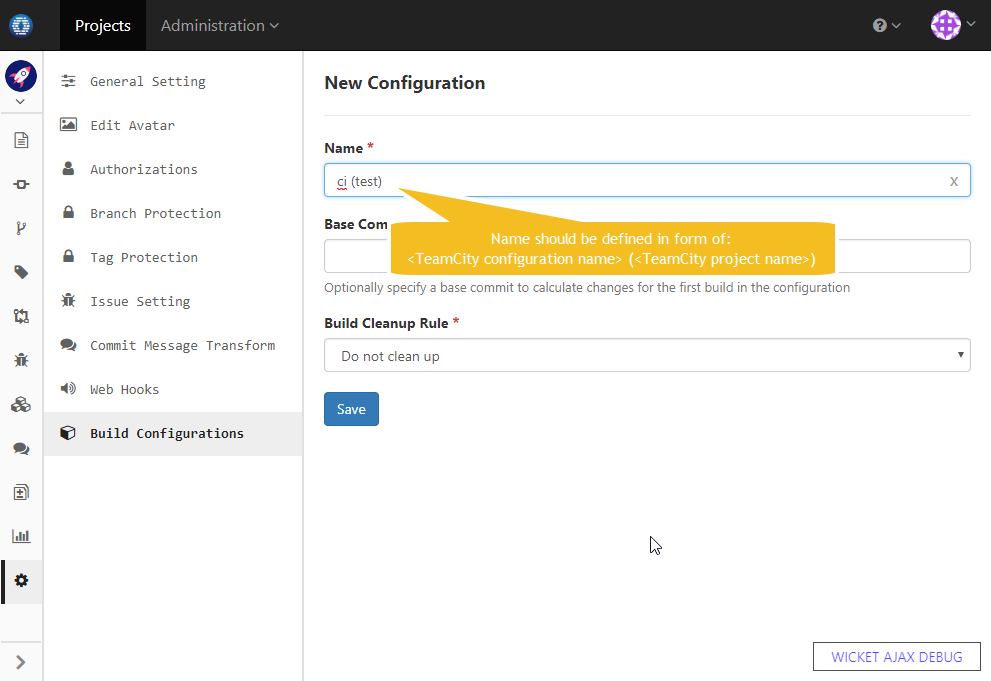 Projects
Administration
General Setting
Edit Avatar
Authorizations
Branch Protection
Tag Protection
Issue Setting
Commit Message Transform
Web Hooks
Build Configurations
New Configuration
Name *
ci (test)
x
Base Com
Name should be defined in form of:
<TeamCity configuration name> (<TeamCity project name>)
Optionally specify a base commit to calculate changes for the first build in the configuration
Build Cleanup Rule *
Do not clean up
Save
WICKET AJAX DEBUG